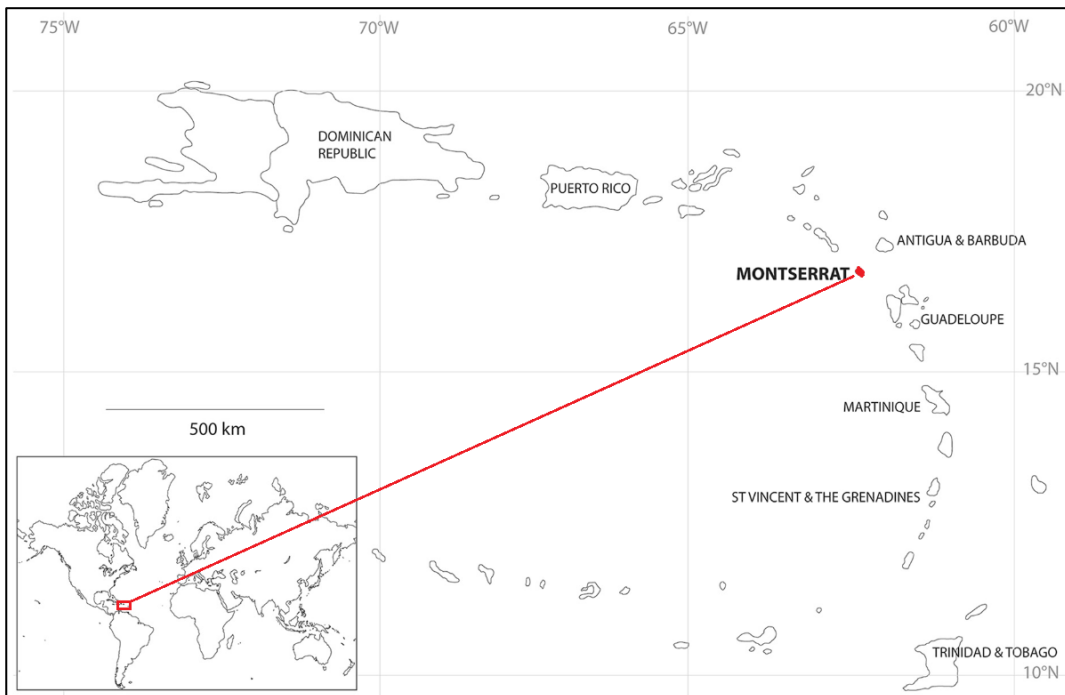 75°W
70°W
65°W
60°W
20°N
DOMINICAN
REPUBLIC
PUERTO RICO
ANTIGUA & BARBUDA
MONTSERRAT
GUADELOUPE
15°N
MARTINIQUE
500 km
ST VINCENT & THE GRENADINES
TRINIDAD & TOBAGO
10°N